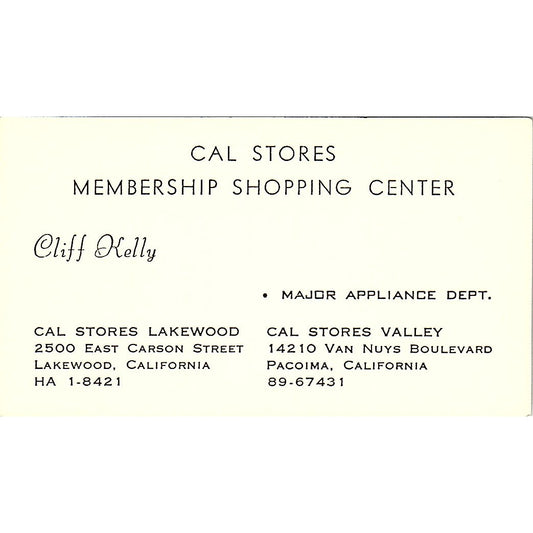 CAL STORES
MEMBERSHIP SHOPPING CENTER
Cliff Kelly
• MAJOR APPLIANCE DEPT.
CAL STORES LAKEWOOD
2500 EAST CARSON STREET
LAKEWOOD, CALIFORNIA
HA 1-8421
CAL STORES VALLEY
14210 VAN NUYS BOULEVARD
PACOIMA, CALIFORNIA
89-67431